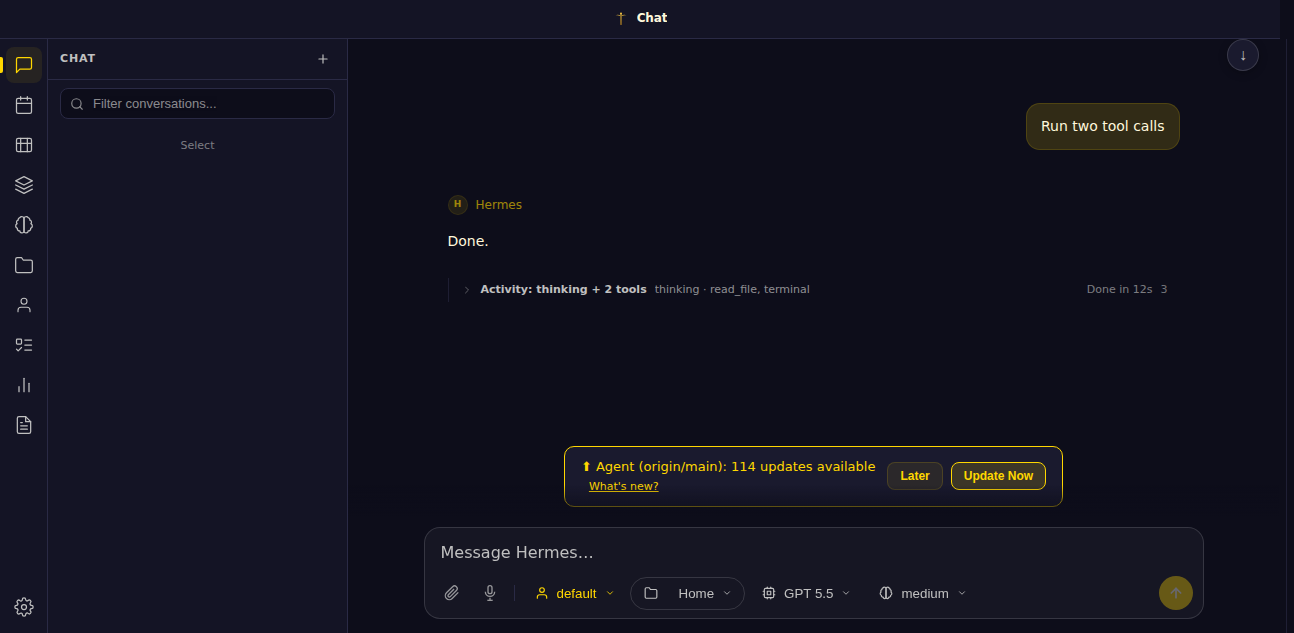 Chat
CHAT
Filter conversations...
Select
Run two tool calls
H Hermes
Done.
Activity: thinking + 2 tools thinking · read_file, terminal Done in 12s 3
⬆ Agent (origin/main): 114 updates available
What's new?
Later
Update Now
Message Hermes...
default Home GPT 5.5 medium